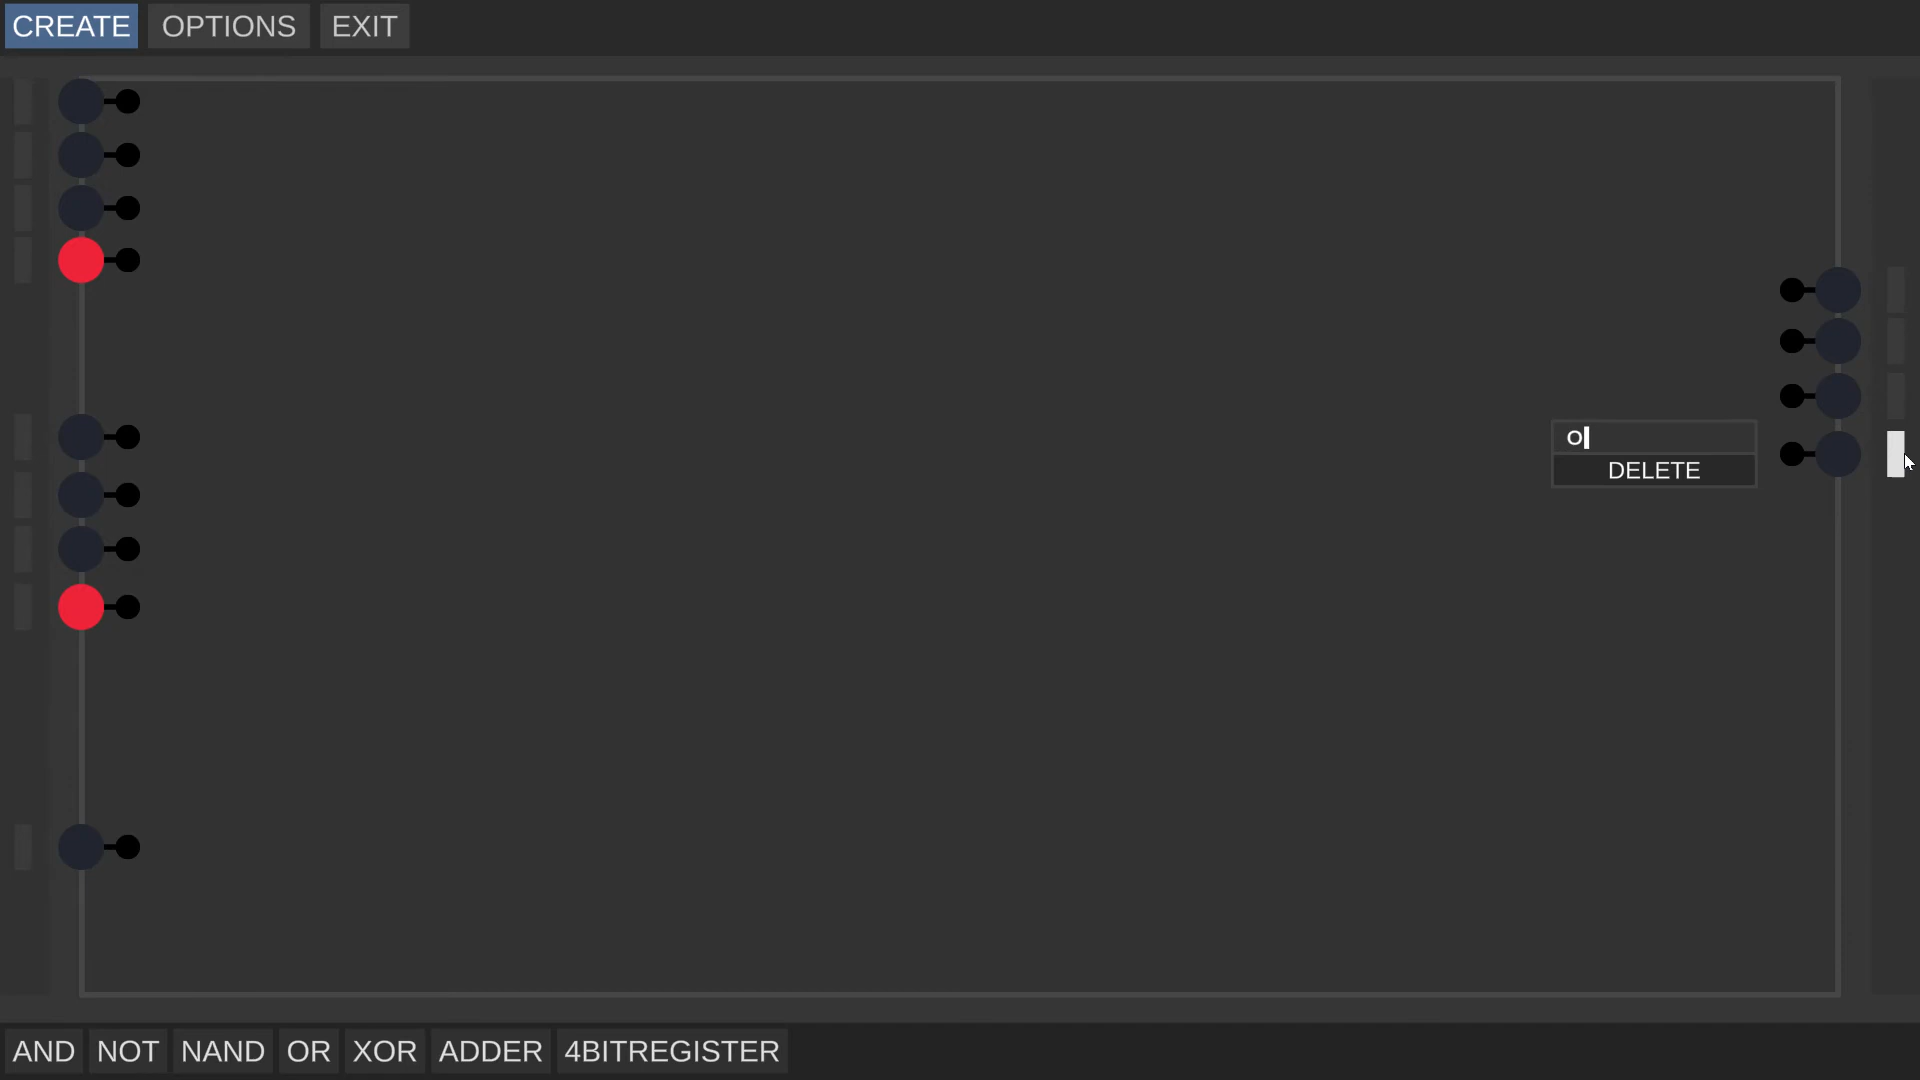 CREATE OPTIONS EXIT
o
DELETE
AND NOT NAND OR XOR ADDER 4BITREGISTER